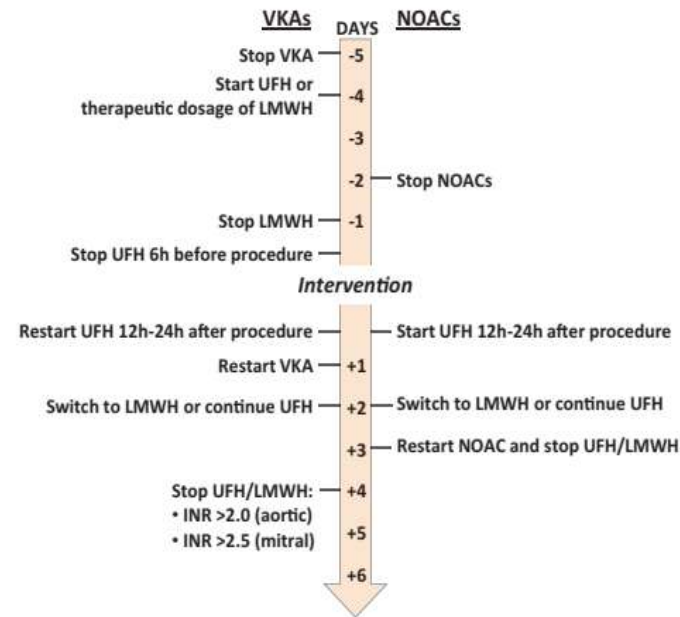 VKAs
DAYS
NOACs
Stop VKA
-5
Start UFH or
therapeutic dosage of LMWH
-4
-3
-2
Stop NOACs
Stop LMWH
-1
Stop UFH 6h before procedure
Intervention
Restart UFH 12h-24h after procedure
Start UFH 12h-24h after procedure
Restart VKA
+1
Switch to LMWH or continue UFH
+2
Switch to LMWH or continue UFH
+3
Restart NOAC and stop UFH/LMWH
Stop UFH/LMWH:
+4
• INR >2.0 (aortic)
+5
• INR >2.5 (mitral)
+6